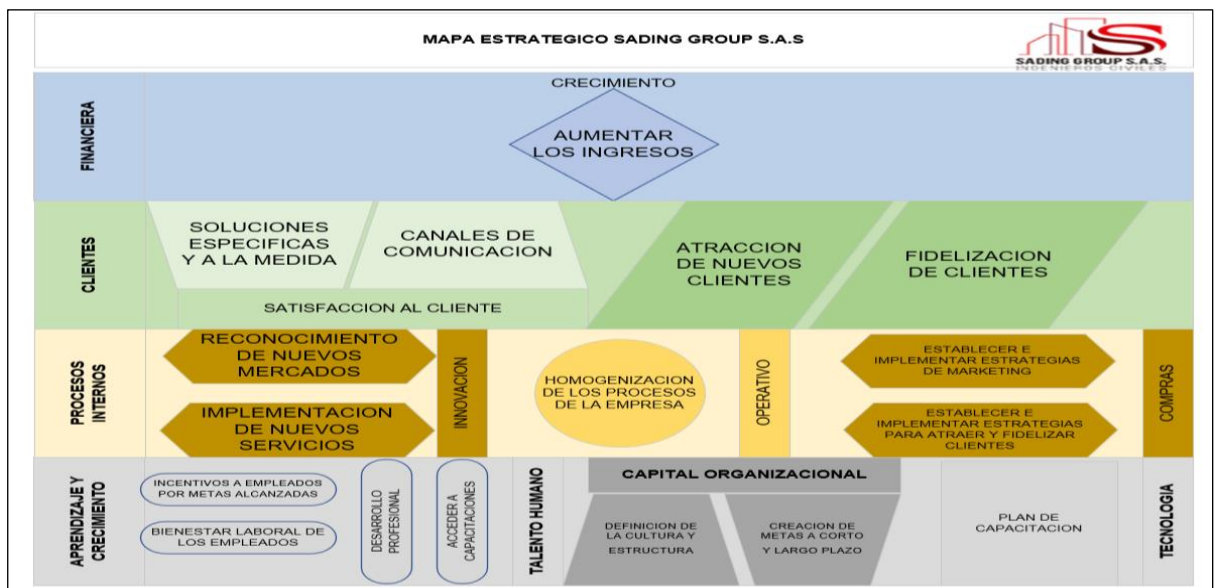 MAPA ESTRATEGICO SADING GROUP S.A.S
SADING GROUP S.A.S.
INGENIEROS CIVILES
FINANCIERA
CRECIMIENTO
AUMENTAR
LOS INGRESOS
CLIENTES
SOLUCIONES
ESPECIFICAS
Y A LA MEDIDA
CANALES DE
COMUNICACION
SATISFACCION AL CLIENTE
ATRACCION
DE NUEVOS
CLIENTES
FIDELIZACION
DE CLIENTES
PROCESOS
INTERNOS
RECONOCIMIENTO
DE NUEVOS
MERCADOS
IMPLEMENTACION
DE NUEVOS
SERVICIOS
INNOVACION
HOMOGENIZACION
DE LOS PROCESOS
DE LA EMPRESA
OPERATIVO
ESTABLECER E
IMPLEMENTAR ESTRATEGIAS
DE MARKETING
ESTABLECER E
IMPLEMENTAR ESTRATEGIAS
PARA ATRAER Y FIDELIZAR
CLIENTES
COMPRAS
APRENDIZAJE Y
CRECIMIENTO
INCENTIVOS A EMPLEADOS
POR METAS ALCANZADAS
BIENESTAR LABORAL DE
LOS EMPLEADOS
DESARROLLO
PROFESIONAL
ACCEDER A
CAPACITACIONES
TALENTO HUMANO
CAPITAL ORGANIZACIONAL
DEFINICION DE
LA CULTURA Y
ESTRUCTURA
CREACION DE
METAS A CORTO
Y LARGO PLAZO
PLAN DE
CAPACITACION
TECNOLOGIA